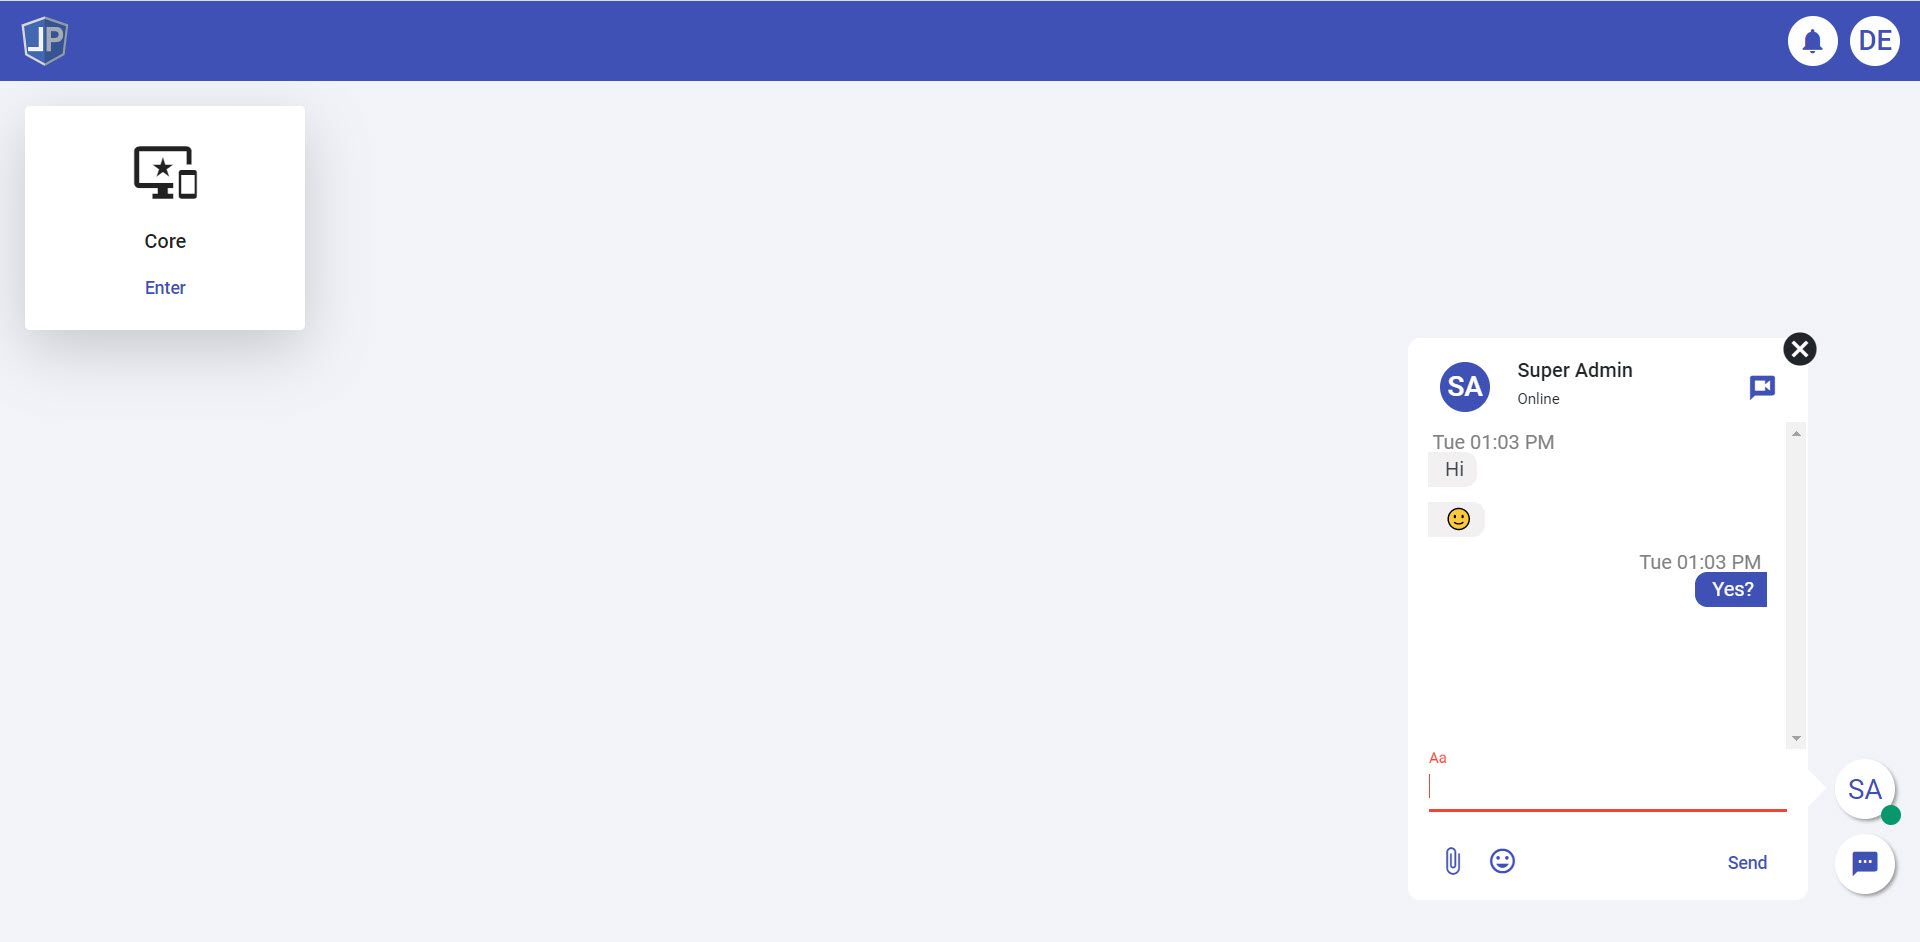 JP
DE
Core
Enter
SA
Super Admin
Online
Tue 01:03 PM
Hi
🙂
Tue 01:03 PM
Yes?
Aa
SA
Send